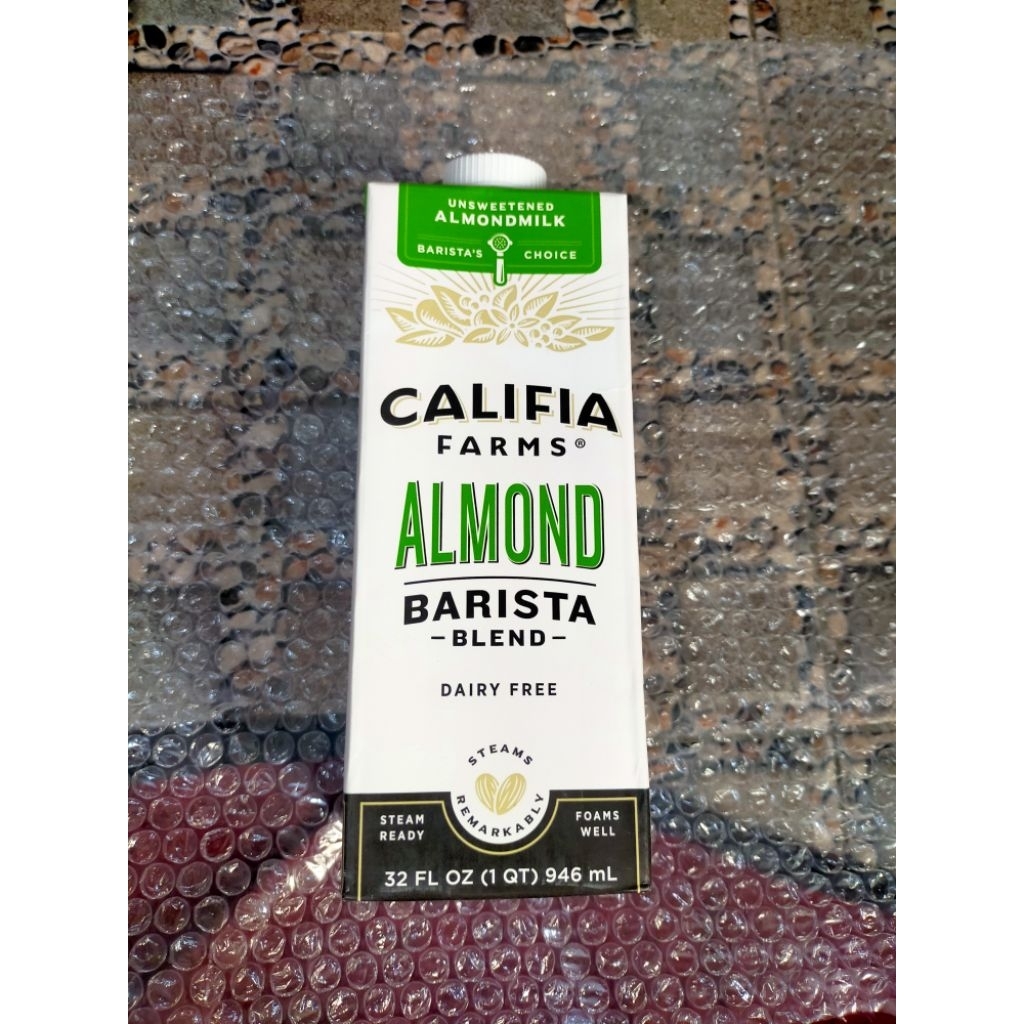 UNSWEETENED
ALMONDMILK
BARISTA'S CHOICE
CALIFIA
FARMS®
ALMOND
BARISTA
–BLEND–
DAIRY FREE
STEAMS
REMARKABLY
STEAM
READY
FOAMS
WELL
32 FL OZ (1 QT) 946 mL